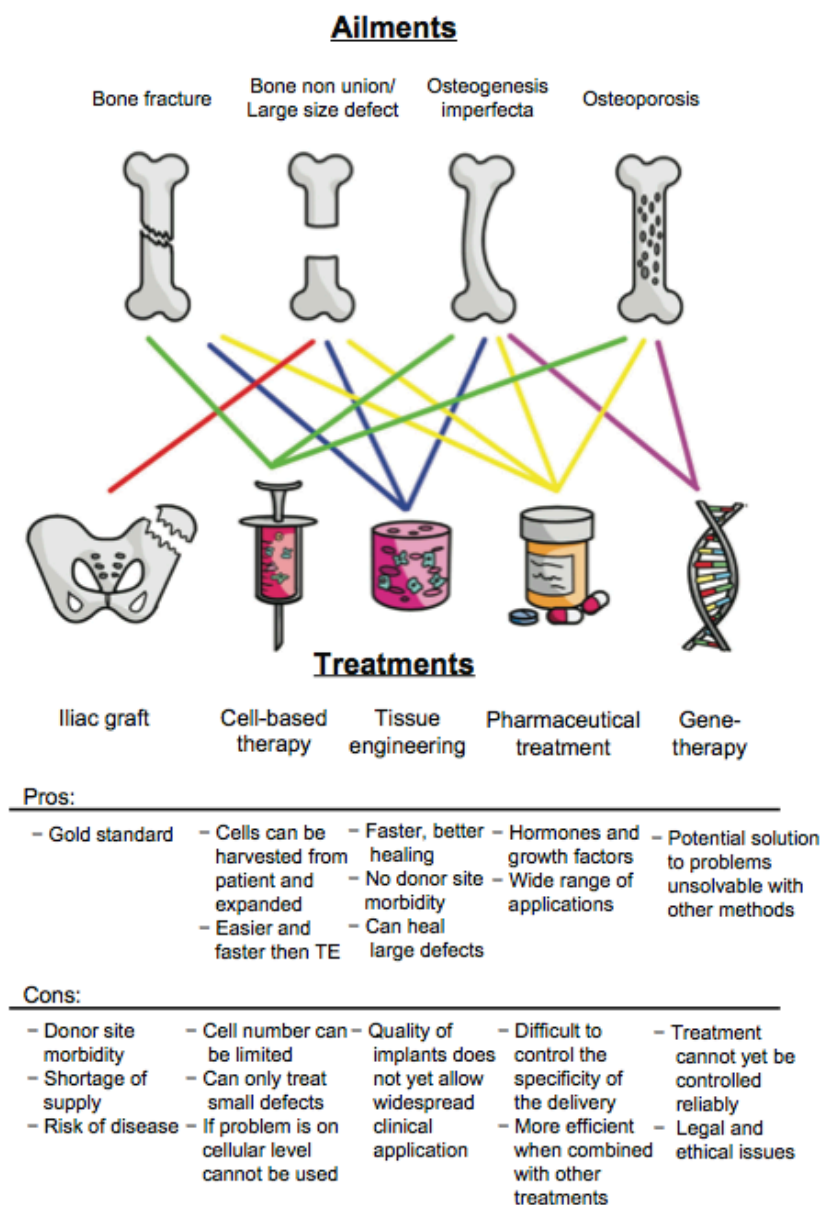 Ailments
Bone fracture
Bone non union/
Large size defect
Osteogenesis
imperfecta
Osteoporosis
Treatments
Iliac graft
Cell-based
therapy
Tissue
engineering
Pharmaceutical
treatment
Gene-
therapy
Pros:
– Gold standard
– Cells can be
harvested from
patient and
expanded
– Easier and
faster then TE
– Faster, better
healing
– No donor site
morbidity
– Can heal
large defects
– Hormones and
growth factors
– Wide range of
applications
– Potential solution
to problems
unsolvable with
other methods
Cons:
– Donor site
morbidity
– Shortage of
supply
– Risk of disease
– Cell number can
be limited
– Can only treat
small defects
– If problem is on
cellular level
cannot be used
– Quality of
implants does
not yet allow
widespread
clinical
application
– Difficult to
control the
specificity of
the delivery
– More efficient
when combined
with other
treatments
– Treatment
cannot yet be
controlled
reliably
– Legal and
ethical issues